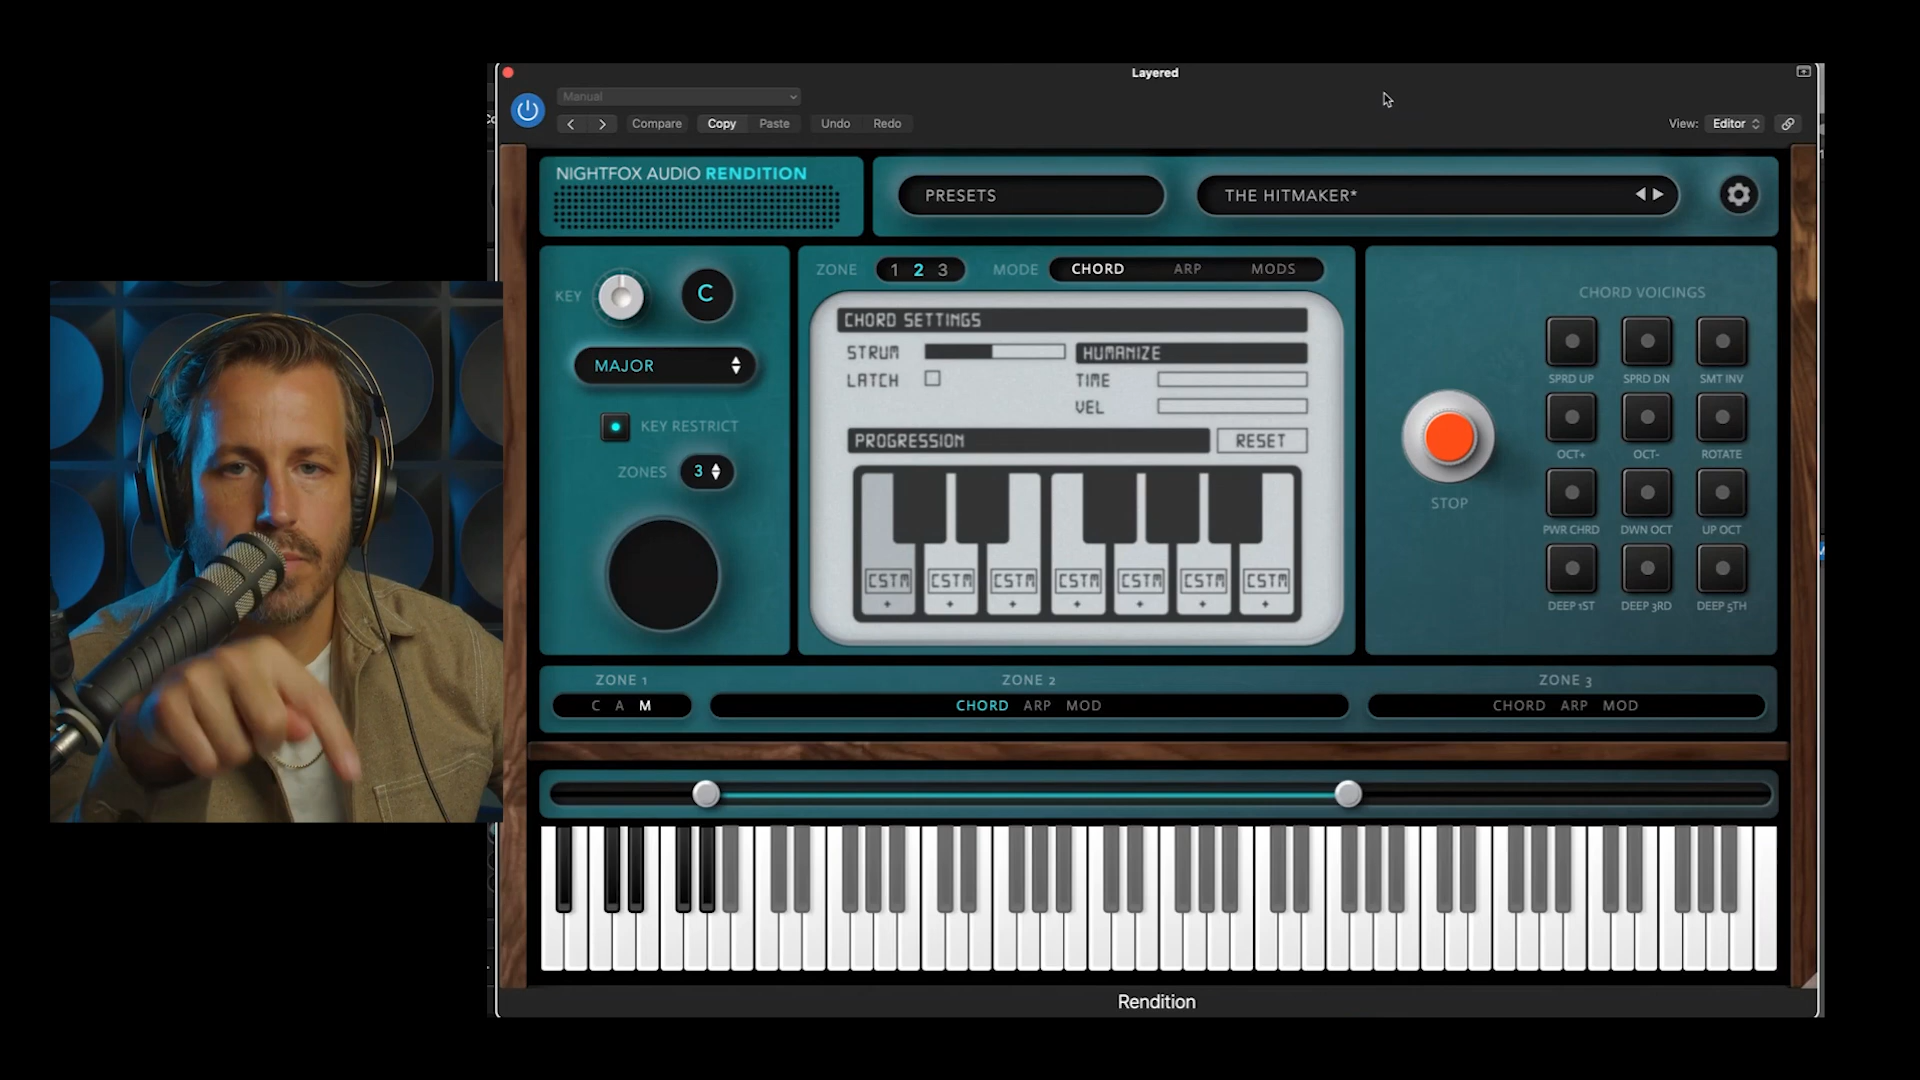 Layered
Manual
Compare Copy Paste Undo Redo
View: Editor
NIGHTFOX AUDIO RENDITION
PRESETS
THE HITMAKER*
KEY C
MAJOR
KEY RESTRICT
ZONES 3
ZONE 1 2 3 MODE CHORD ARP MODS
CHORD SETTINGS
STRUM
HUMANIZE
LATCH
TIME
VEL
PROGRESSION
RESET
CSTM CSTM CSTM CSTM CSTM CSTM CSTM
+ + + + + + +
STOP
CHORD VOICINGS
SPRD UP SPRD DN SMT INV
OCT+ OCT- ROTATE
PWR CHRD DWN OCT UP OCT
DEEP 1ST DEEP 3RD DEEP 5TH
ZONE 1 ZONE 2 ZONE 3
C A M CHORD ARP MOD CHORD ARP MOD
Rendition